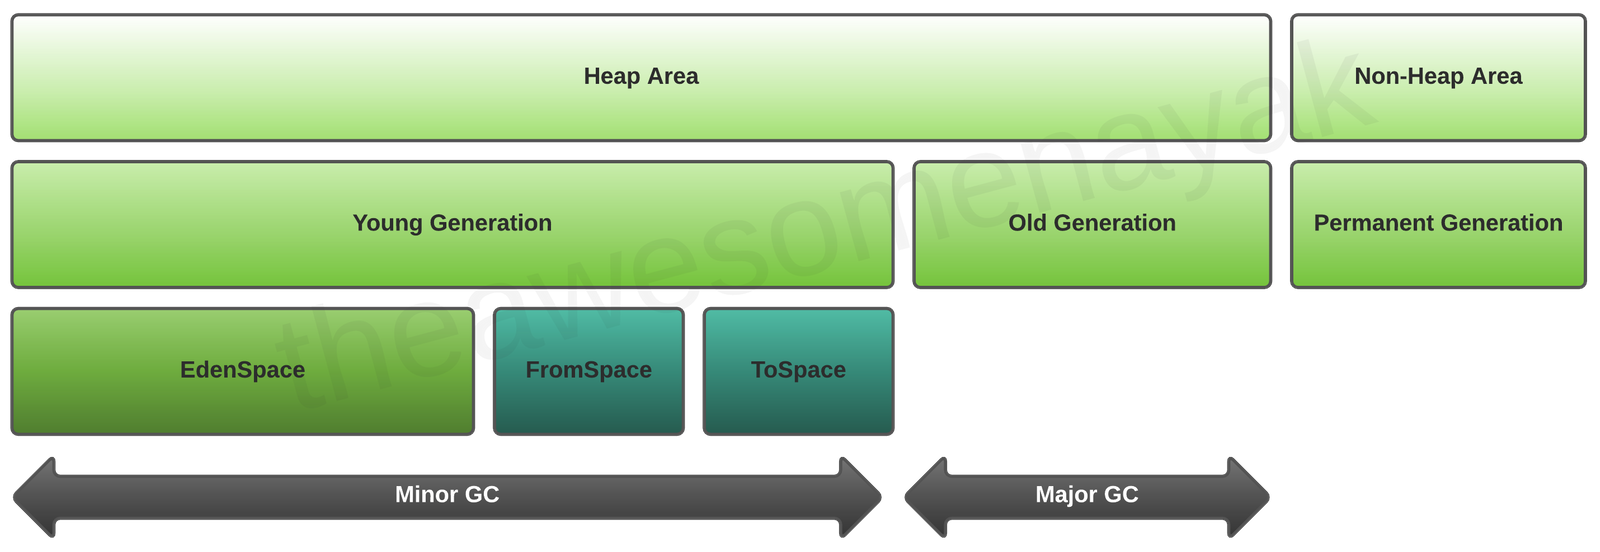 Heap Area
Non-Heap Area
Young Generation
Old Generation
Permanent Generation
EdenSpace
FromSpace
ToSpace
Minor GC
Major GC
theawesomenayak